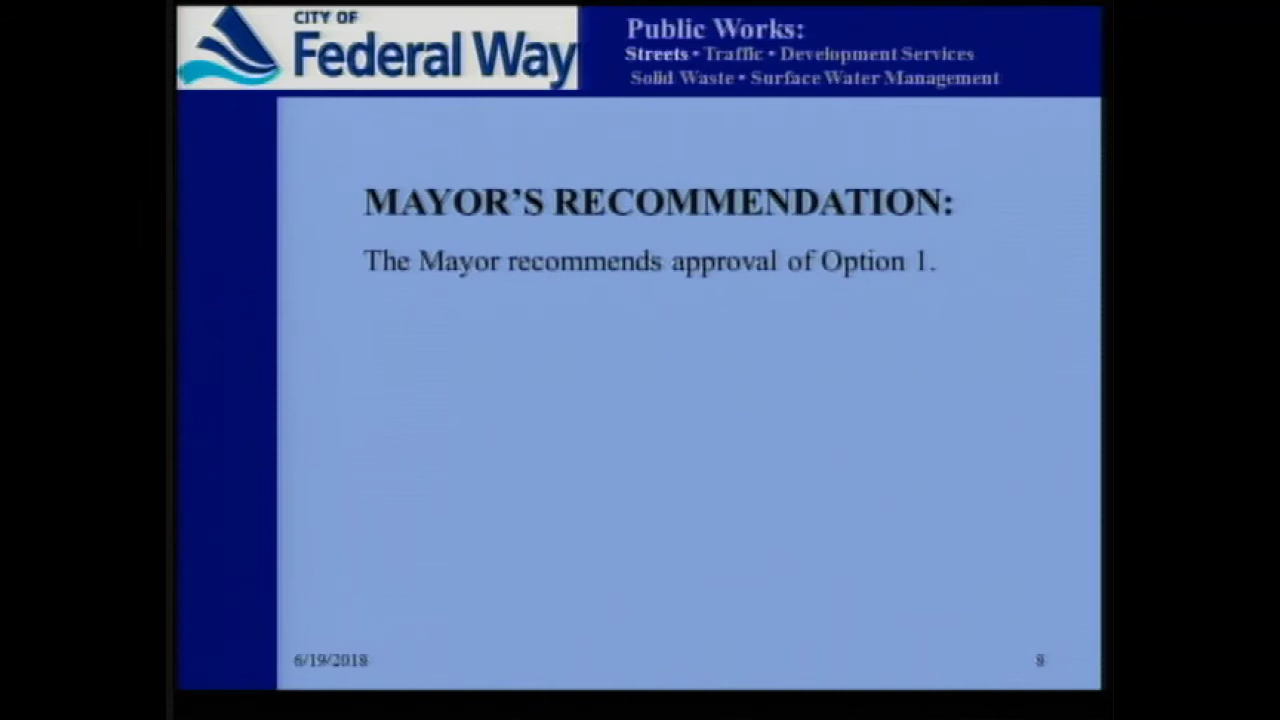 CITY OF
Federal Way
Public Works:
Streets • Traffic • Development Services
Solid Waste • Surface Water Management
MAYOR'S RECOMMENDATION:
The Mayor recommends approval of Option 1.
6/19/2018
8